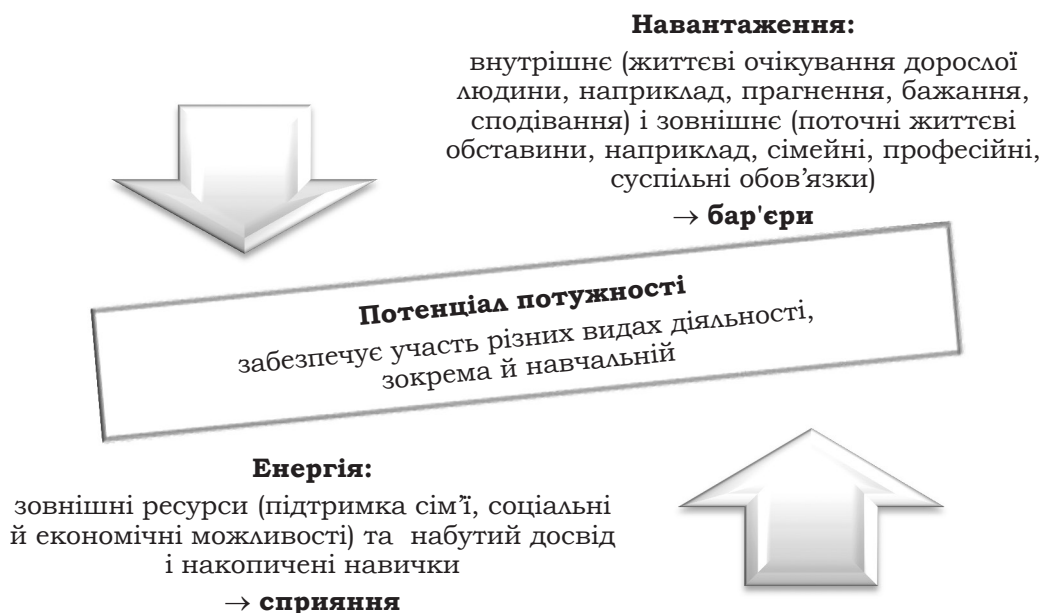 Навантаження:
внутрішнє (життєві очікування дорослої
людини, наприклад, прагнення, бажання,
сподівання) і зовнішнє (поточні життєві
обставини, наприклад, сімейні, професійні,
суспільні обов’язки)
→ бар'єри
Потенціал потужності
забезпечує участь різних видах діяльності,
зокрема й навчальній
Енергія:
зовнішні ресурси (підтримка сім’ї, соціальні
й економічні можливості) та набутий досвід
і накопичені навички
→ сприяння